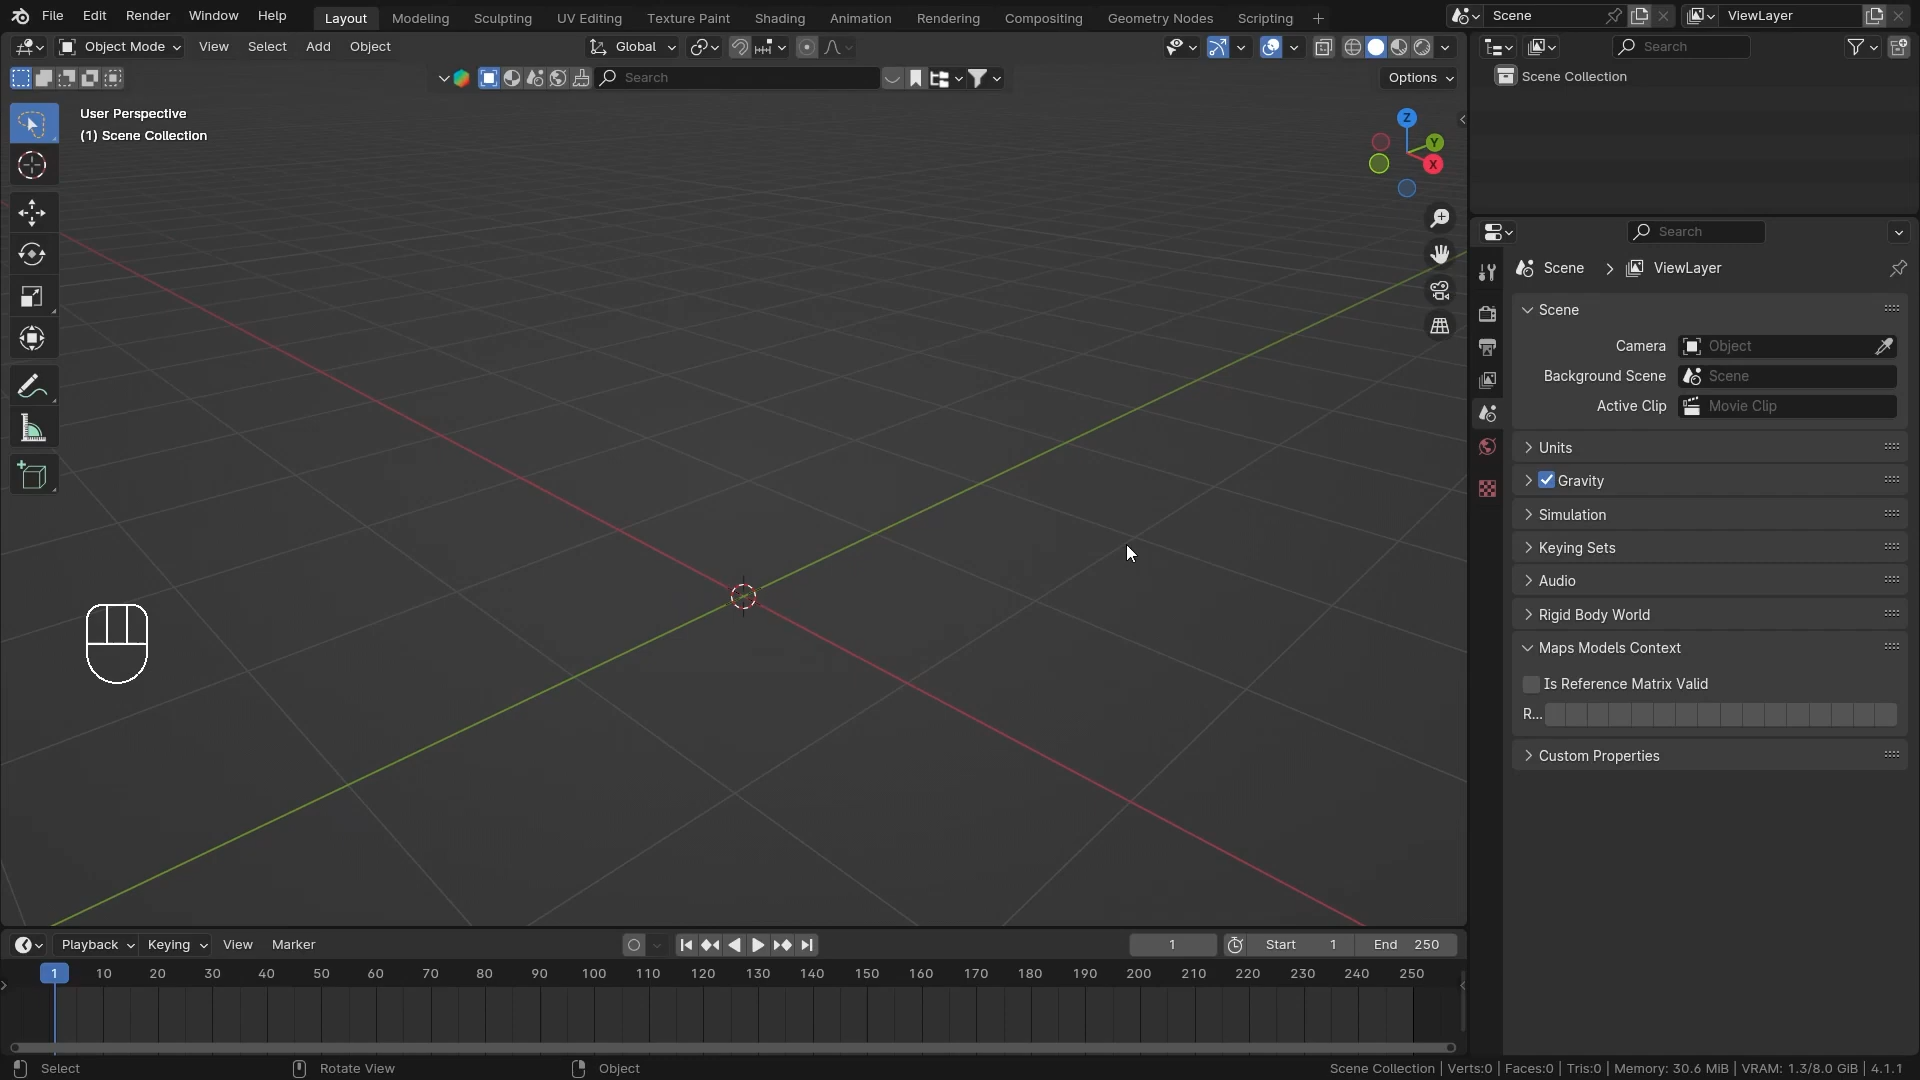 File Edit Render Window Help Layout Modeling Sculpting UV Editing Texture Paint Shading Animation Rendering Compositing Geometry Nodes Scripting + Scene ViewLayer
Object Mode View Select Add Object Global Search
Search Options Scene Collection
User Perspective
(1) Scene Collection
Z
Y
X
Search
Scene > ViewLayer
Scene
Camera Object
Background Scene Scene
Active Clip Movie Clip
Units
Gravity
Simulation
Keying Sets
Audio
Rigid Body World
Maps Models Context
Is Reference Matrix Valid
R...
Custom Properties
Playback Keying View Marker 1 Start 1 End 250
1 10 20 30 40 50 60 70 80 90 100 110 120 130 140 150 160 170 180 190 200 210 220 230 240 250
Select Rotate View Object Scene Collection | Verts:0 | Faces:0 | Tris:0 | Memory: 30.6 MiB | VRAM: 1.3/8.0 GiB | 4.1.1